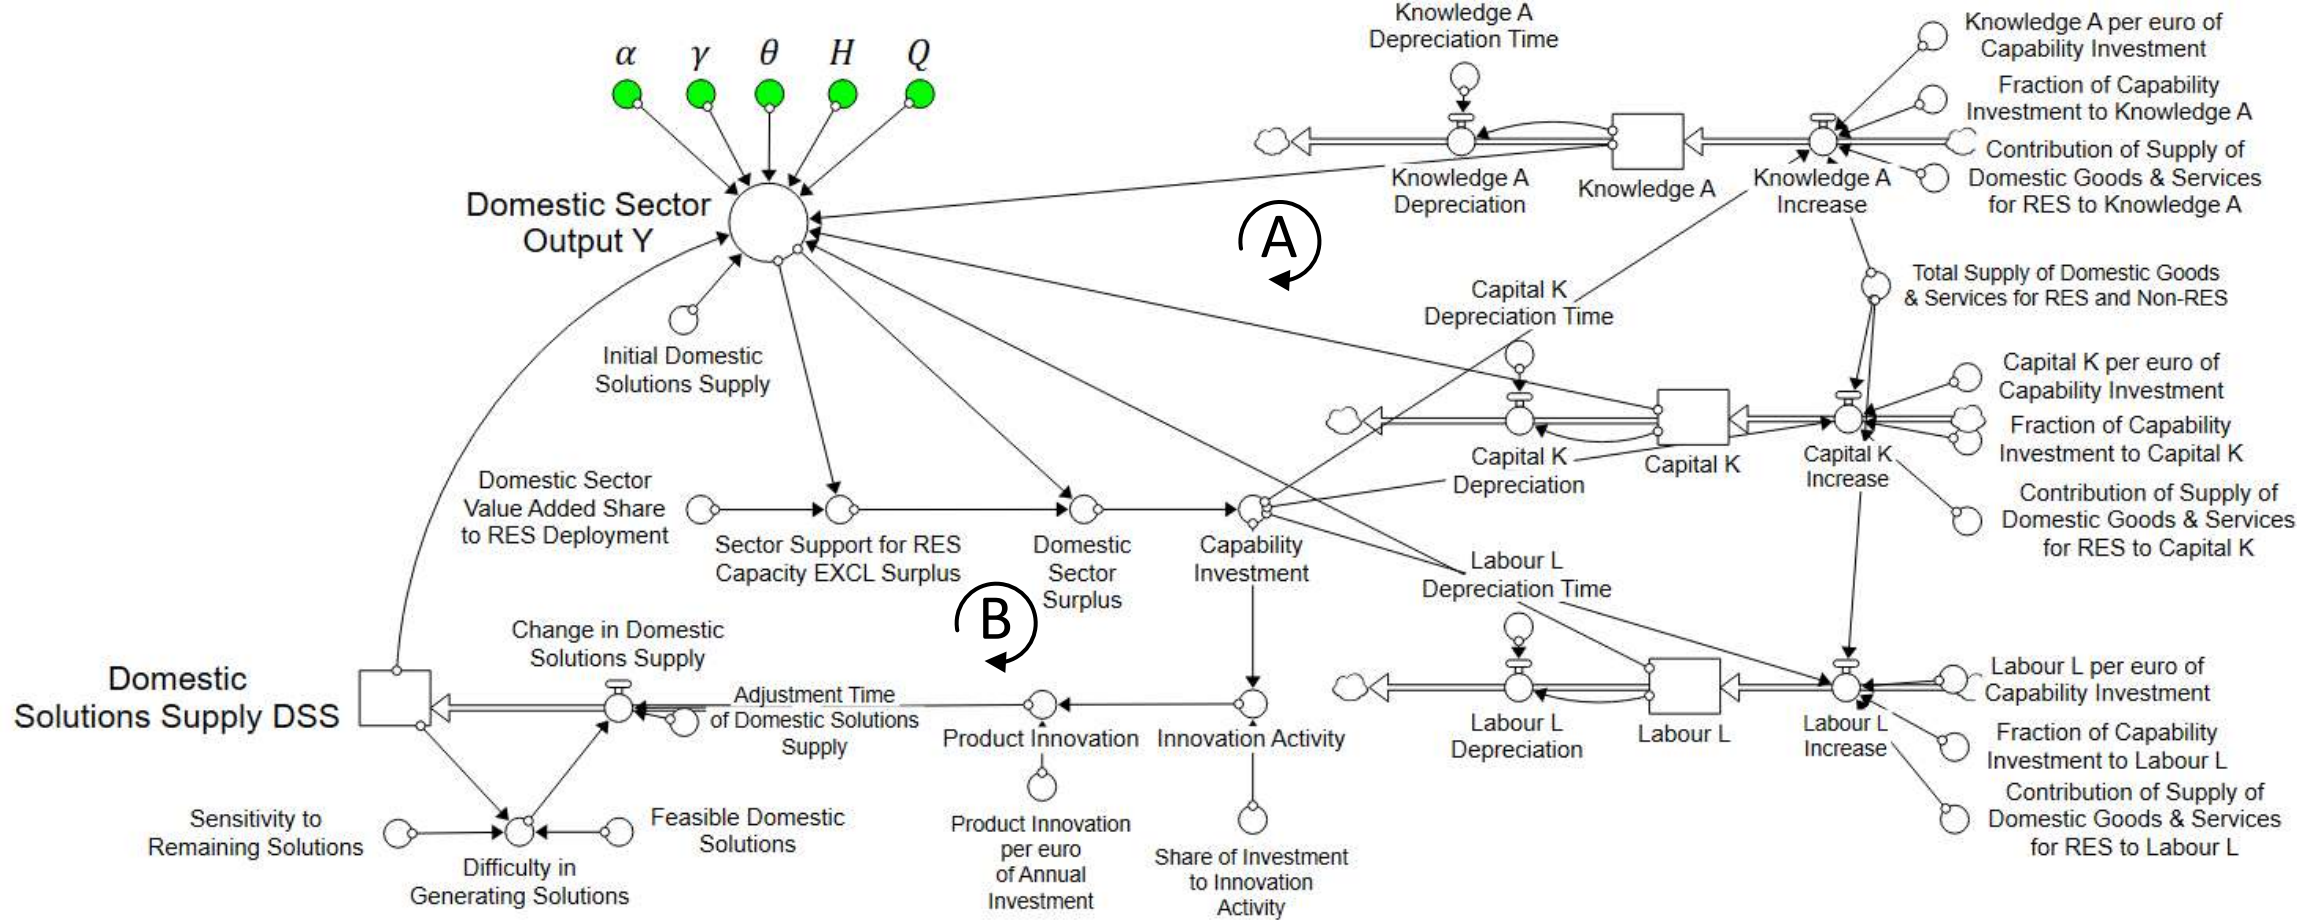 α γ θ H Q
Domestic Sector
Output Y
Initial Domestic
Solutions Supply
Knowledge A
Depreciation Time
Knowledge A
Depreciation
Knowledge A
Knowledge A
Increase
Knowledge A per euro of
Capability Investment
Fraction of Capability
Investment to Knowledge A
Contribution of Supply of
Domestic Goods & Services
for RES to Knowledge A
A
Total Supply of Domestic Goods
& Services for RES and Non-RES
Capital K
Depreciation Time
Capital K
Depreciation
Capital K
Capital K
Increase
Capital K per euro of
Capability Investment
Fraction of Capability
Investment to Capital K
Contribution of Supply of
Domestic Goods & Services
for RES to Capital K
Domestic Sector
Value Added Share
to RES Deployment
Sector Support for RES
Capacity EXCL Surplus
Domestic
Sector
Surplus
Capability
Investment
B
Labour L
Depreciation Time
Labour L
Depreciation
Labour L
Labour L
Increase
Labour L per euro of
Capability Investment
Fraction of Capability
Investment to Labour L
Contribution of Supply of
Domestic Goods & Services
for RES to Labour L
Domestic
Solutions Supply DSS
Change in Domestic
Solutions Supply
Adjustment Time
of Domestic Solutions
Supply
Product Innovation
Innovation Activity
Sensitivity to
Remaining Solutions
Difficulty in
Generating Solutions
Feasible Domestic
Solutions
Product Innovation
per euro
of Annual
Investment
Share of Investment
to Innovation
Activity